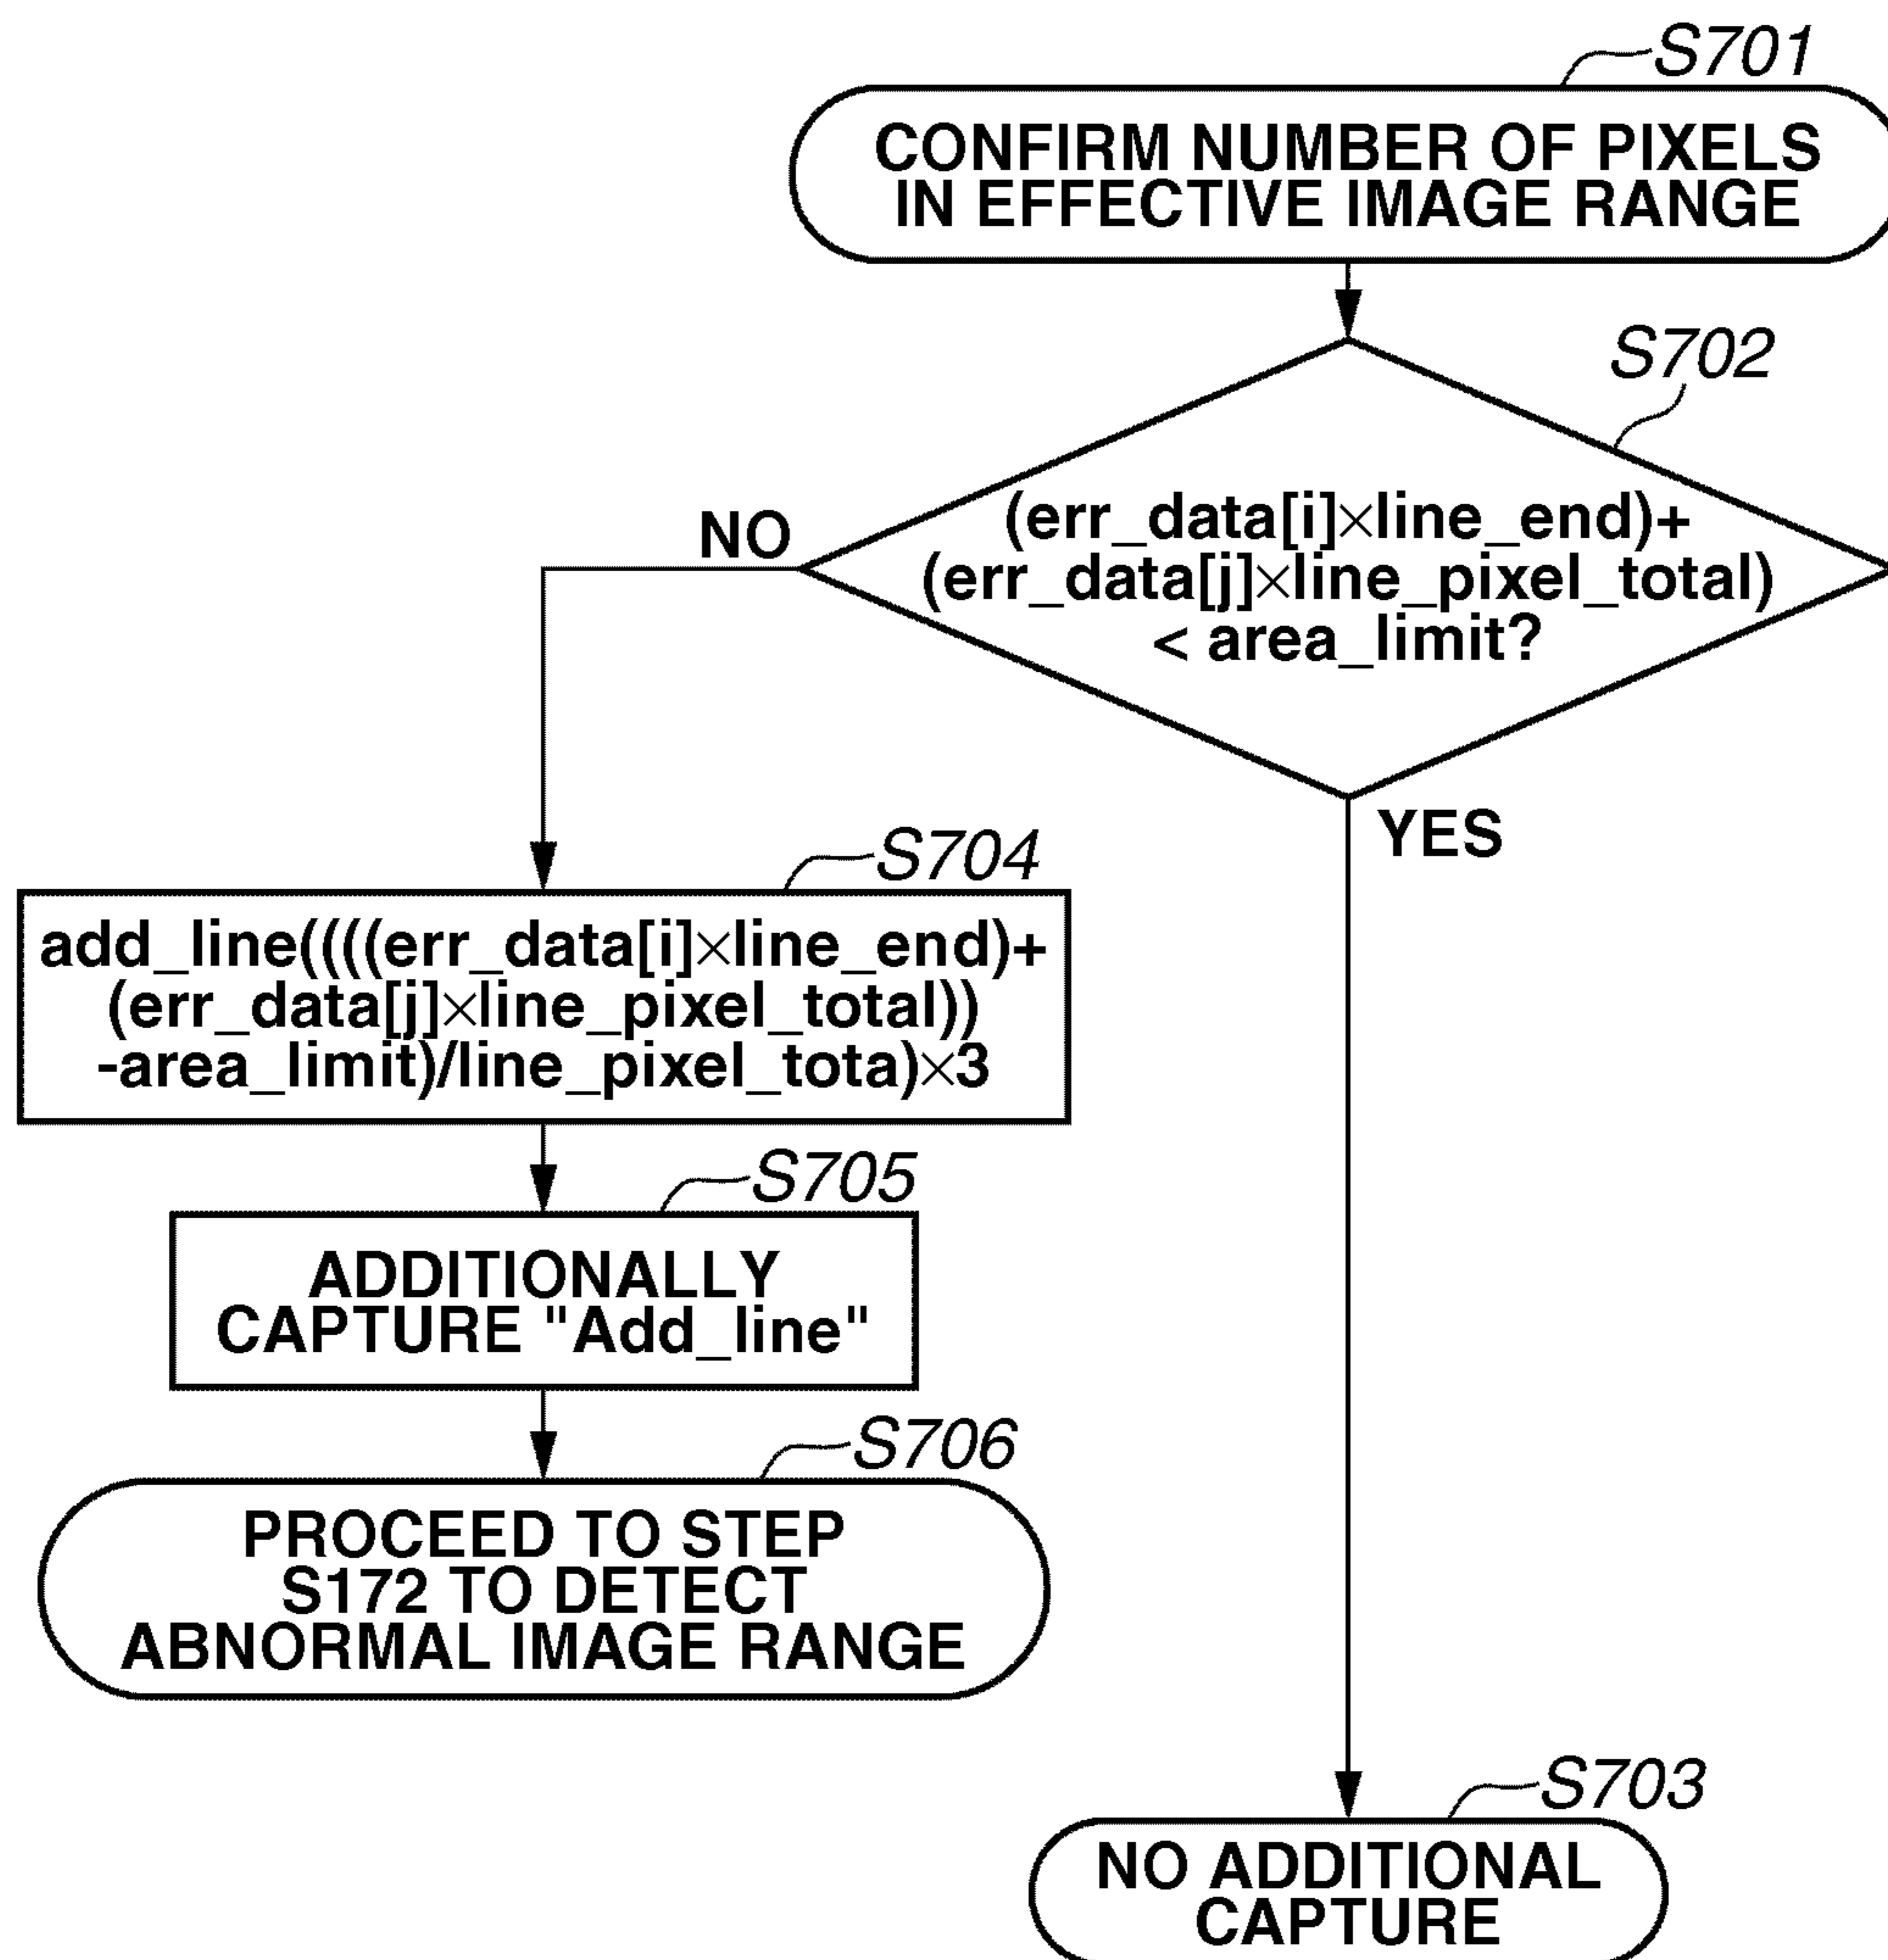 S701
CONFIRM NUMBER OF PIXELS
IN EFFECTIVE IMAGE RANGE
S702
(err_data[i]×line_end)+
(err_data[j]×line_pixel_total)
< area_limit?
NO
YES
S704
add_line((((err_data[i]×line_end)+
(err_data[j]×line_pixel_total))
-area_limit)/line_pixel_tota)×3
S705
ADDITIONALLY
CAPTURE "Add_line"
S706
PROCEED TO STEP
S172 TO DETECT
ABNORMAL IMAGE RANGE
S703
NO ADDITIONAL
CAPTURE